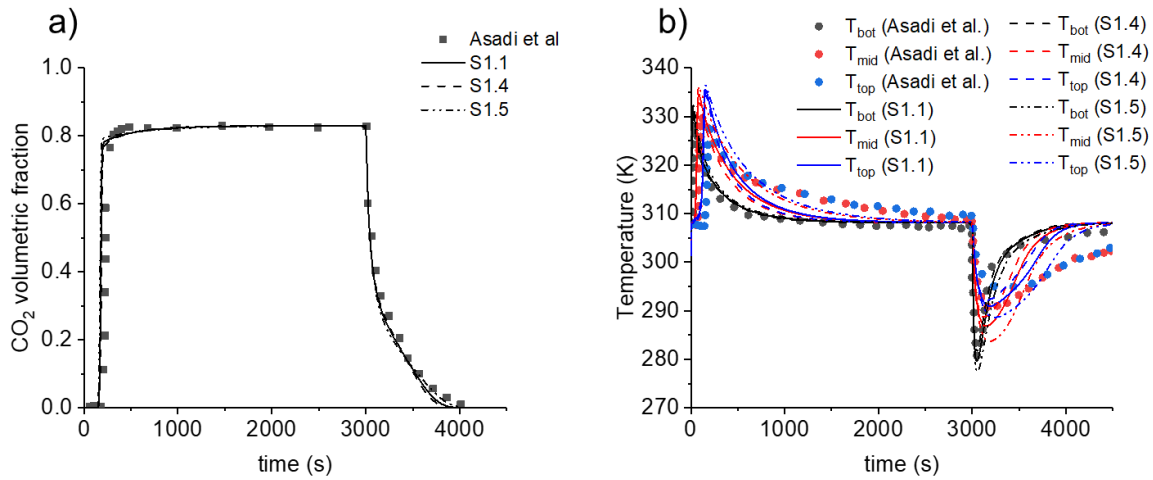 a)
Asadi et al
S1.1
S1.4
S1.5
1.0
0.8
0.6
0.4
0.2
0.0
CO2 volumetric fraction
0 1000 2000 3000 4000
time (s)
b)
Tbot (Asadi et al.)
Tmid (Asadi et al.)
Ttop (Asadi et al.)
Tbot (S1.1)
Tmid (S1.1)
Ttop (S1.1)
Tbot (S1.4)
Tmid (S1.4)
Ttop (S1.4)
Tbot (S1.5)
Tmid (S1.5)
Ttop (S1.5)
340
330
320
310
300
290
280
270
Temperature (K)
0 1000 2000 3000 4000
time (s)